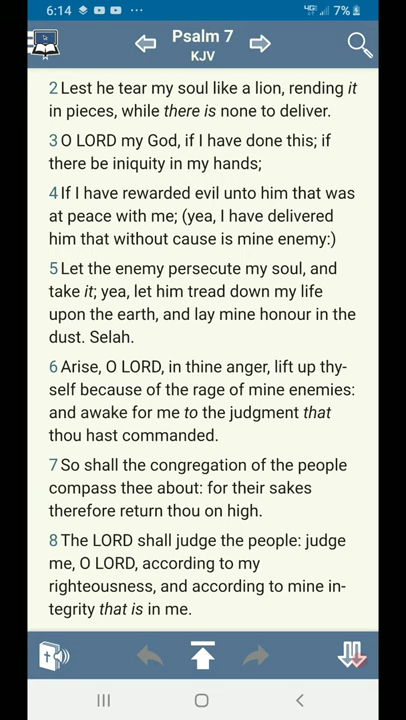 6:14 7%
Psalm 7
KJV
2 Lest he tear my soul like a lion, rending it
in pieces, while there is none to deliver.
3 O LORD my God, if I have done this; if
there be iniquity in my hands;
4 If I have rewarded evil unto him that was
at peace with me; (yea, I have delivered
him that without cause is mine enemy:)
5 Let the enemy persecute my soul, and
take it; yea, let him tread down my life
upon the earth, and lay mine honour in the
dust. Selah.
6 Arise, O LORD, in thine anger, lift up thy-
self because of the rage of mine enemies:
and awake for me to the judgment that
thou hast commanded.
7 So shall the congregation of the people
compass thee about: for their sakes
therefore return thou on high.
8 The LORD shall judge the people: judge
me, O LORD, according to my
righteousness, and according to mine in-
tegrity that is in me.